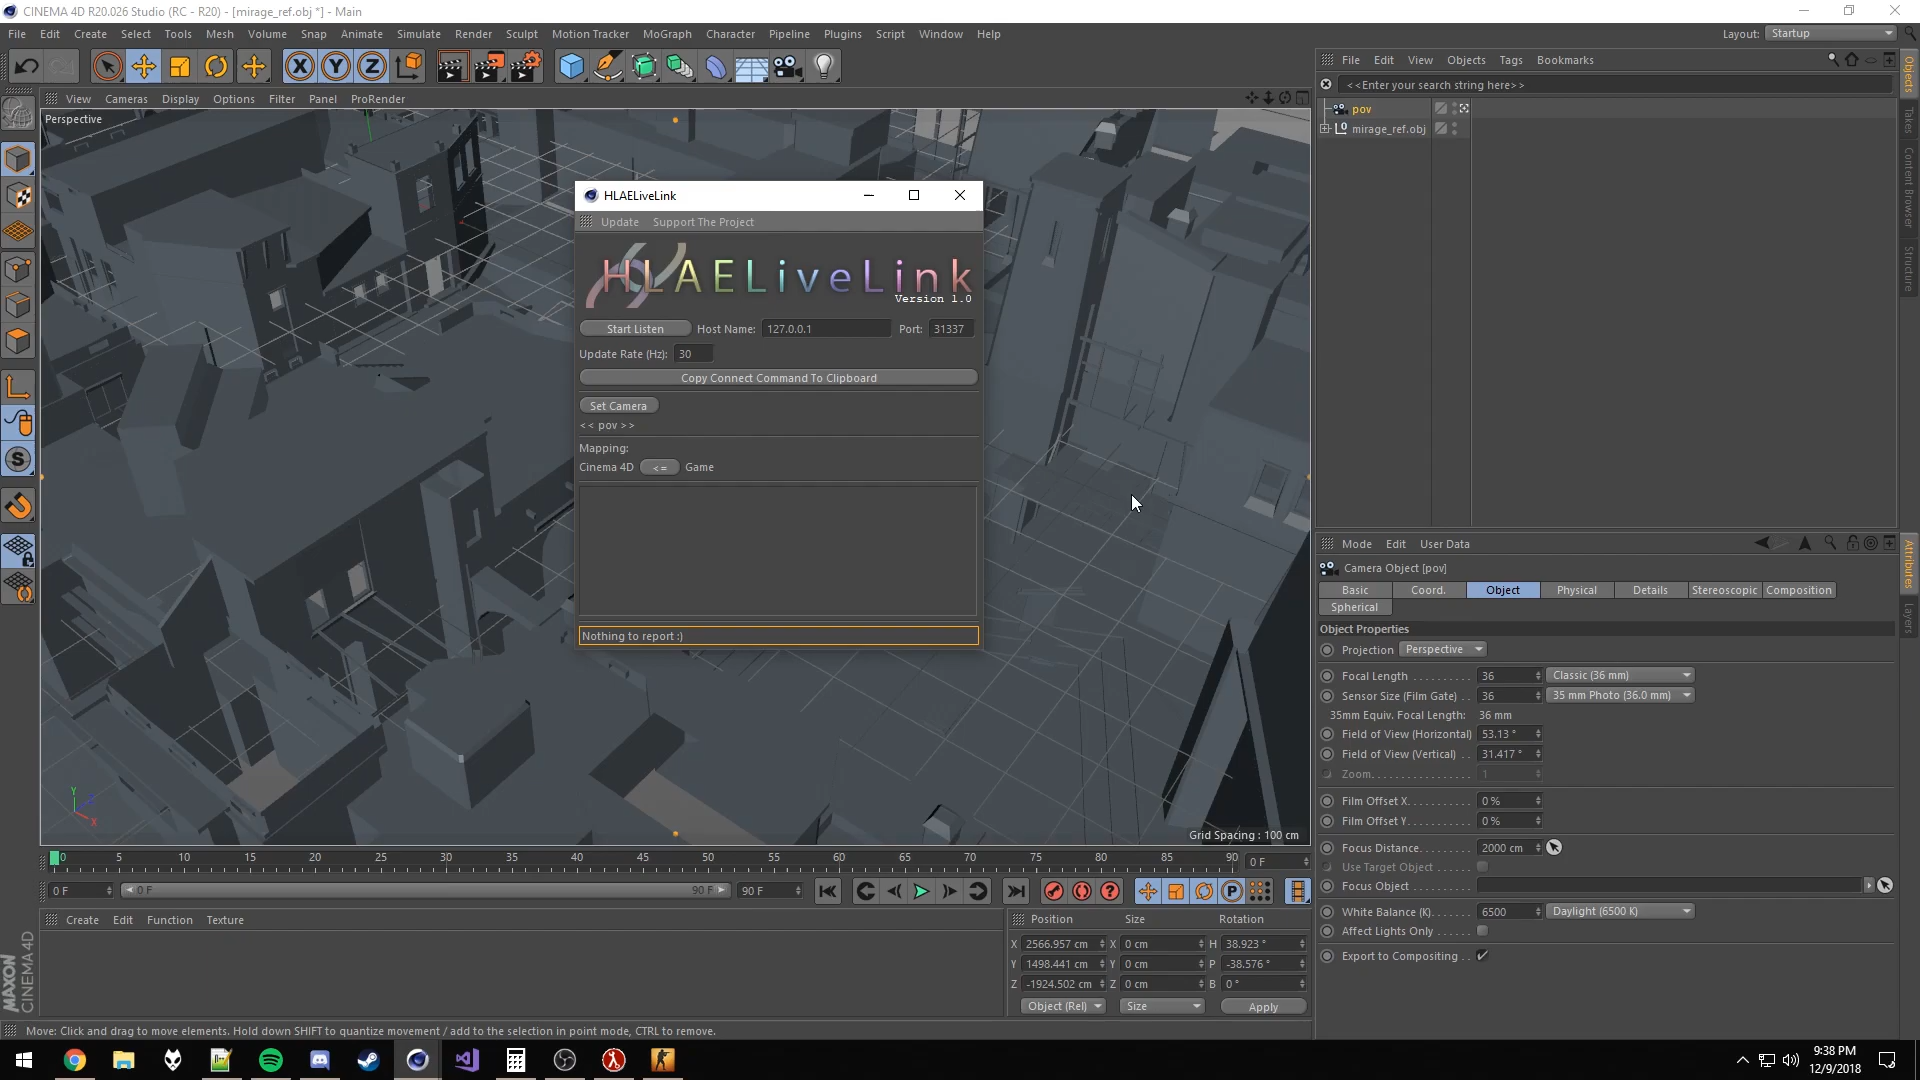 CINEMA 4D R20.026 Studio (RC - R20) - [mirage_ref.obj *] - Main
File Edit Create Select Tools Mesh Volume Snap Animate Simulate Render Sculpt Motion Tracker MoGraph Character Pipeline Plugins Script Window Help
Layout: Startup
View Cameras Display Options Filter Panel ProRender
Perspective
HLAELiveLink
Update Support The Project
HLAELiveLink
Version 1.0
Start Listen Host Name: 127.0.0.1 Port: 31337
Update Rate (Hz): 30
Copy Connect Command To Clipboard
Set Camera
<< pov >>
Mapping:
Cinema 4D <= Game
Nothing to report :)
Y
Z
X
Grid Spacing : 100 cm
0 5 10 15 20 25 30 35 40 45 50 55 60 65 70 75 80 85 90 0 F
0 F 0 F 90 F 90 F
Create Edit Function Texture
MAXON
CINEMA 4D
Position Size Rotation
X 2566.957 cm X 0 cm H 38.923 °
Y 1498.441 cm Y 0 cm P -38.576 °
Z -1924.502 cm Z 0 cm B 0 °
Object (Rel) Size Apply
Move: Click and drag to move elements. Hold down SHIFT to quantize movement / add to the selection in point mode, CTRL to remove.
File Edit View Objects Tags Bookmarks
<<Enter your search string here>>
pov
mirage_ref.obj
Objects
Takes
Content Browser
Structure
Mode Edit User Data
Camera Object [pov]
Basic Coord. Object Physical Details Stereoscopic Composition
Spherical
Object Properties
Projection Perspective
Focal Length . . . . . . . . . . 36 Classic (36 mm)
Sensor Size (Film Gate) . . 36 35 mm Photo (36.0 mm)
35mm Equiv. Focal Length: 36 mm
Field of View (Horizontal) 53.13 °
Field of View (Vertical) . . 31.417 °
Zoom. . . . . . . . . . . . . . . 1
Film Offset X. . . . . . . . . . 0 %
Film Offset Y. . . . . . . . . . 0 %
Focus Distance. . . . . . . . 2000 cm
Use Target Object . . . . . .
Focus Object . . . . . . . . . .
White Balance (K). . . . . . . 6500 Daylight (6500 K)
Affect Lights Only . . . . . .
Export to Compositing . .
Attributes
Layers
9:38 PM
12/9/2018